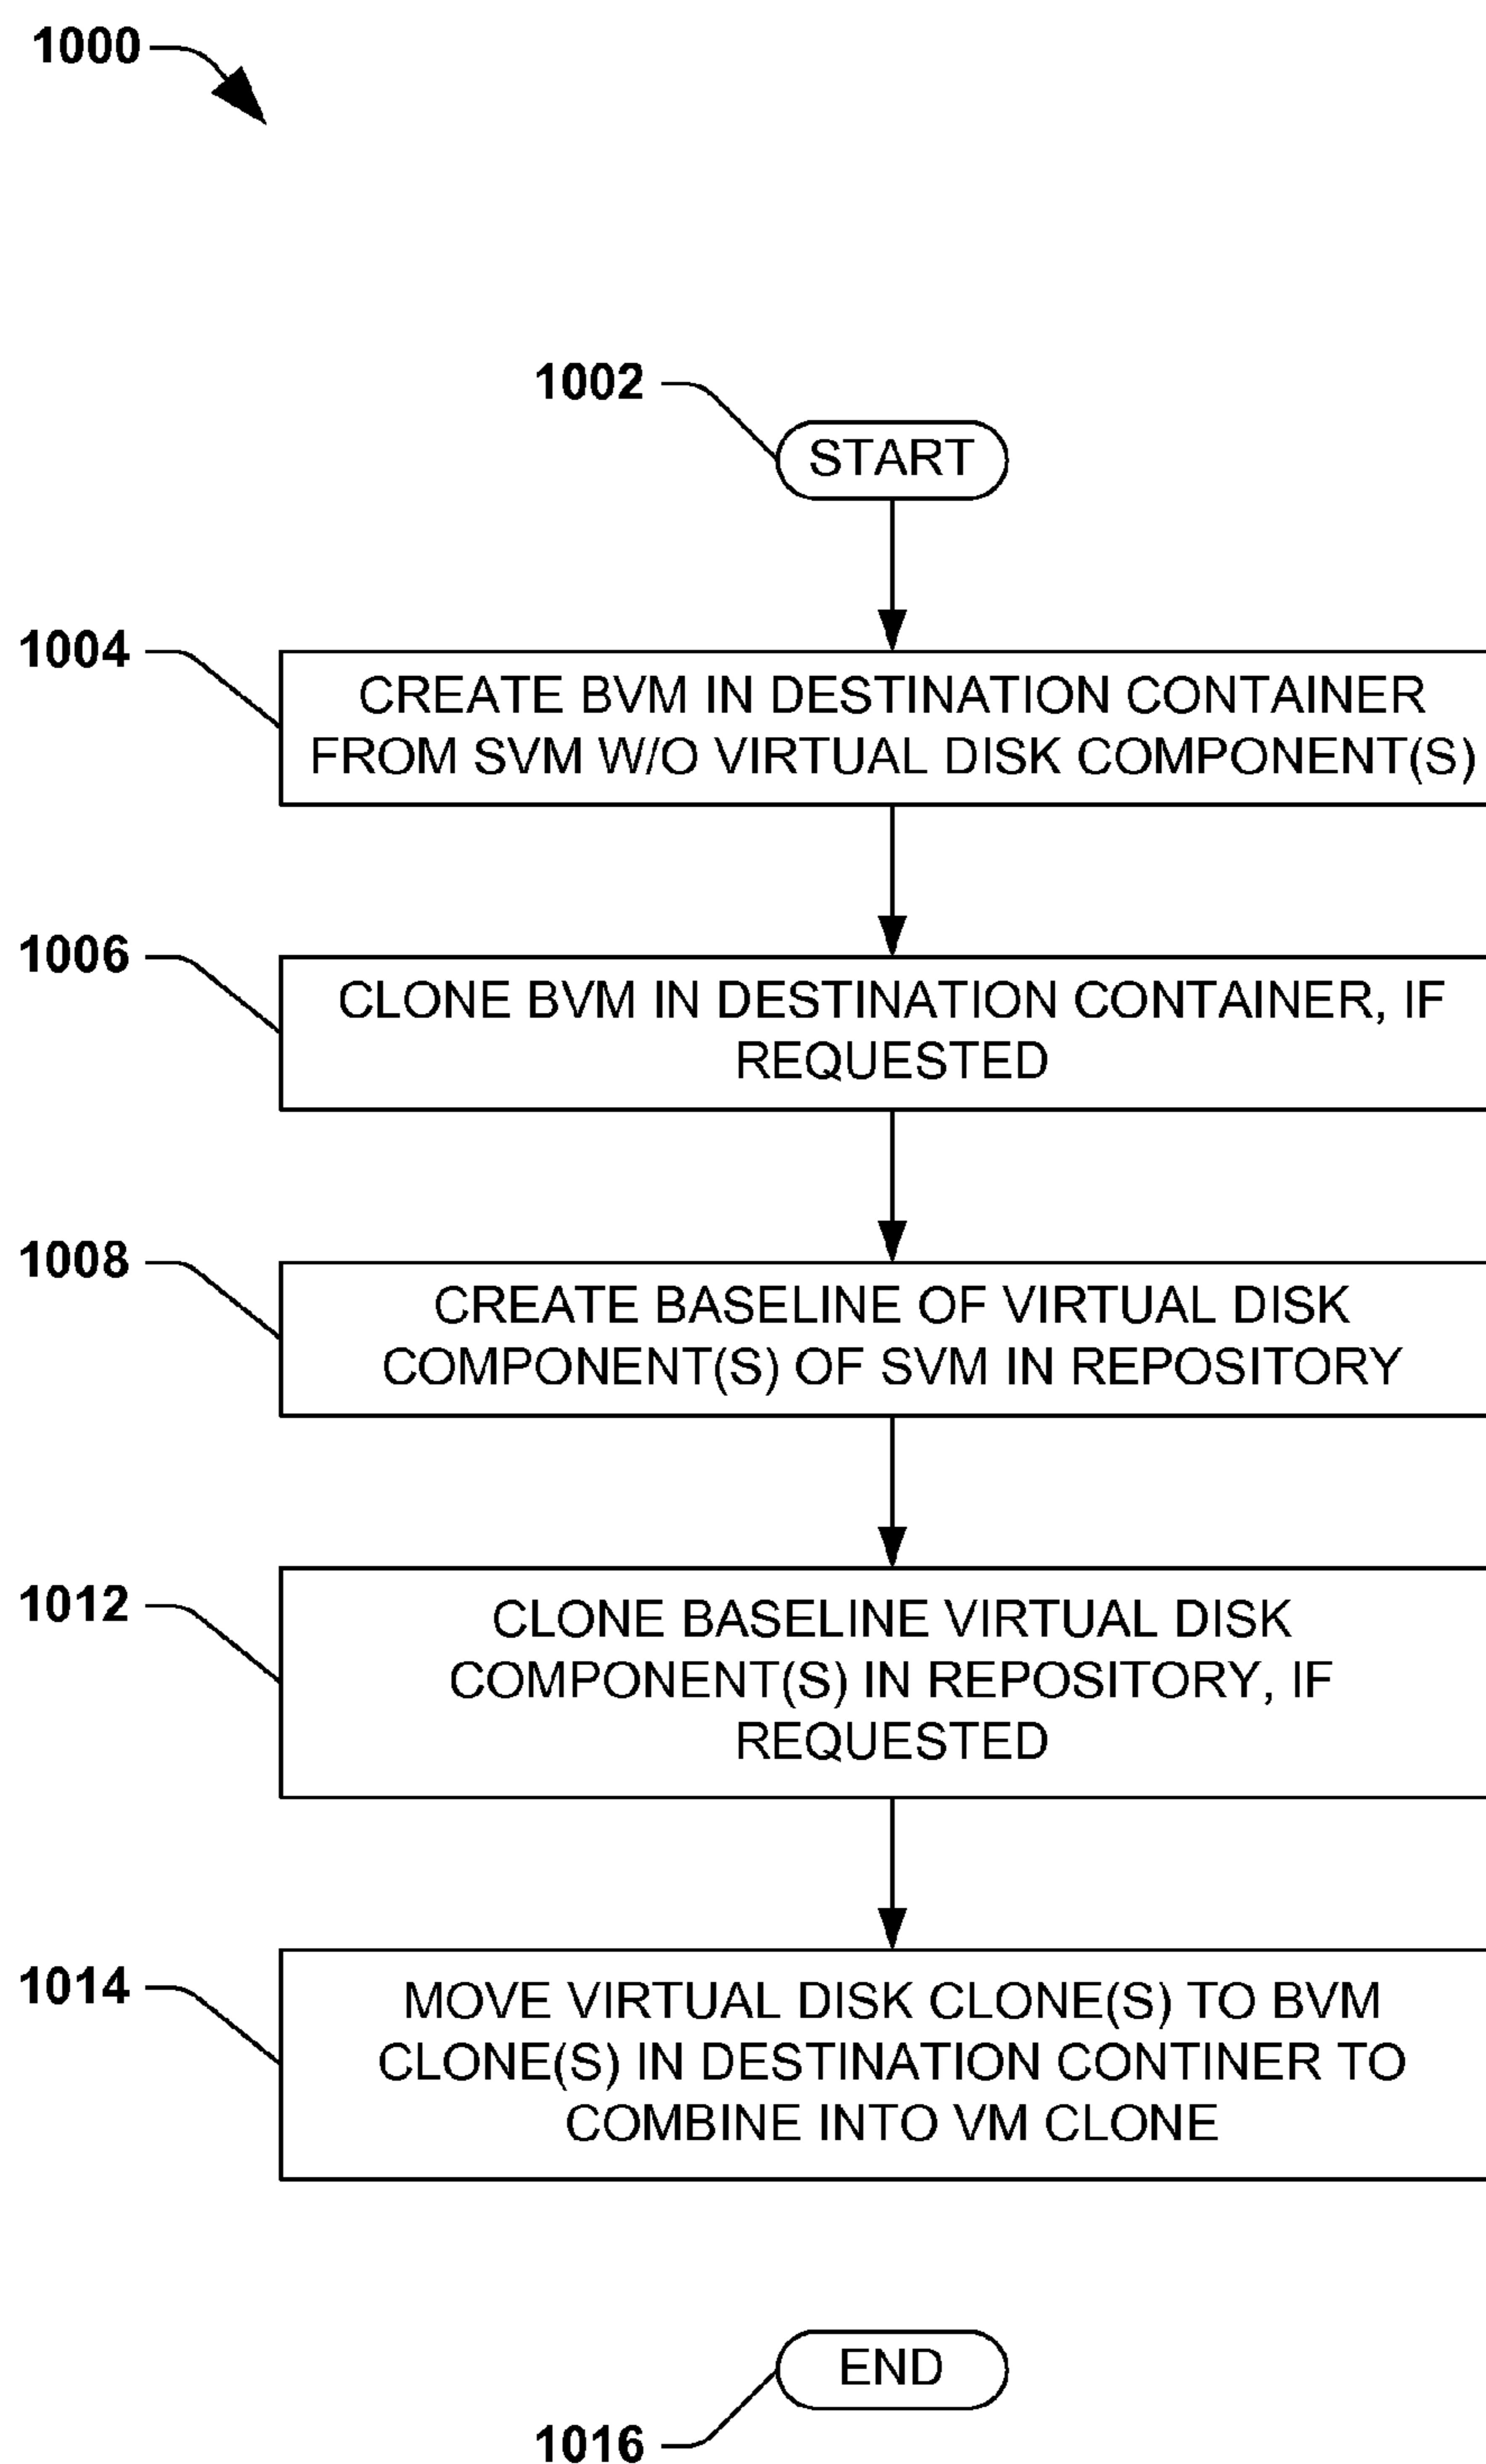 1000
1002
START
1004
CREATE BVM IN DESTINATION CONTAINER
FROM SVM W/O VIRTUAL DISK COMPONENT(S)
1006
CLONE BVM IN DESTINATION CONTAINER, IF
REQUESTED
1008
CREATE BASELINE OF VIRTUAL DISK
COMPONENT(S) OF SVM IN REPOSITORY
1012
CLONE BASELINE VIRTUAL DISK
COMPONENT(S) IN REPOSITORY, IF
REQUESTED
1014
MOVE VIRTUAL DISK CLONE(S) TO BVM
CLONE(S) IN DESTINATION CONTINER TO
COMBINE INTO VM CLONE
END
1016